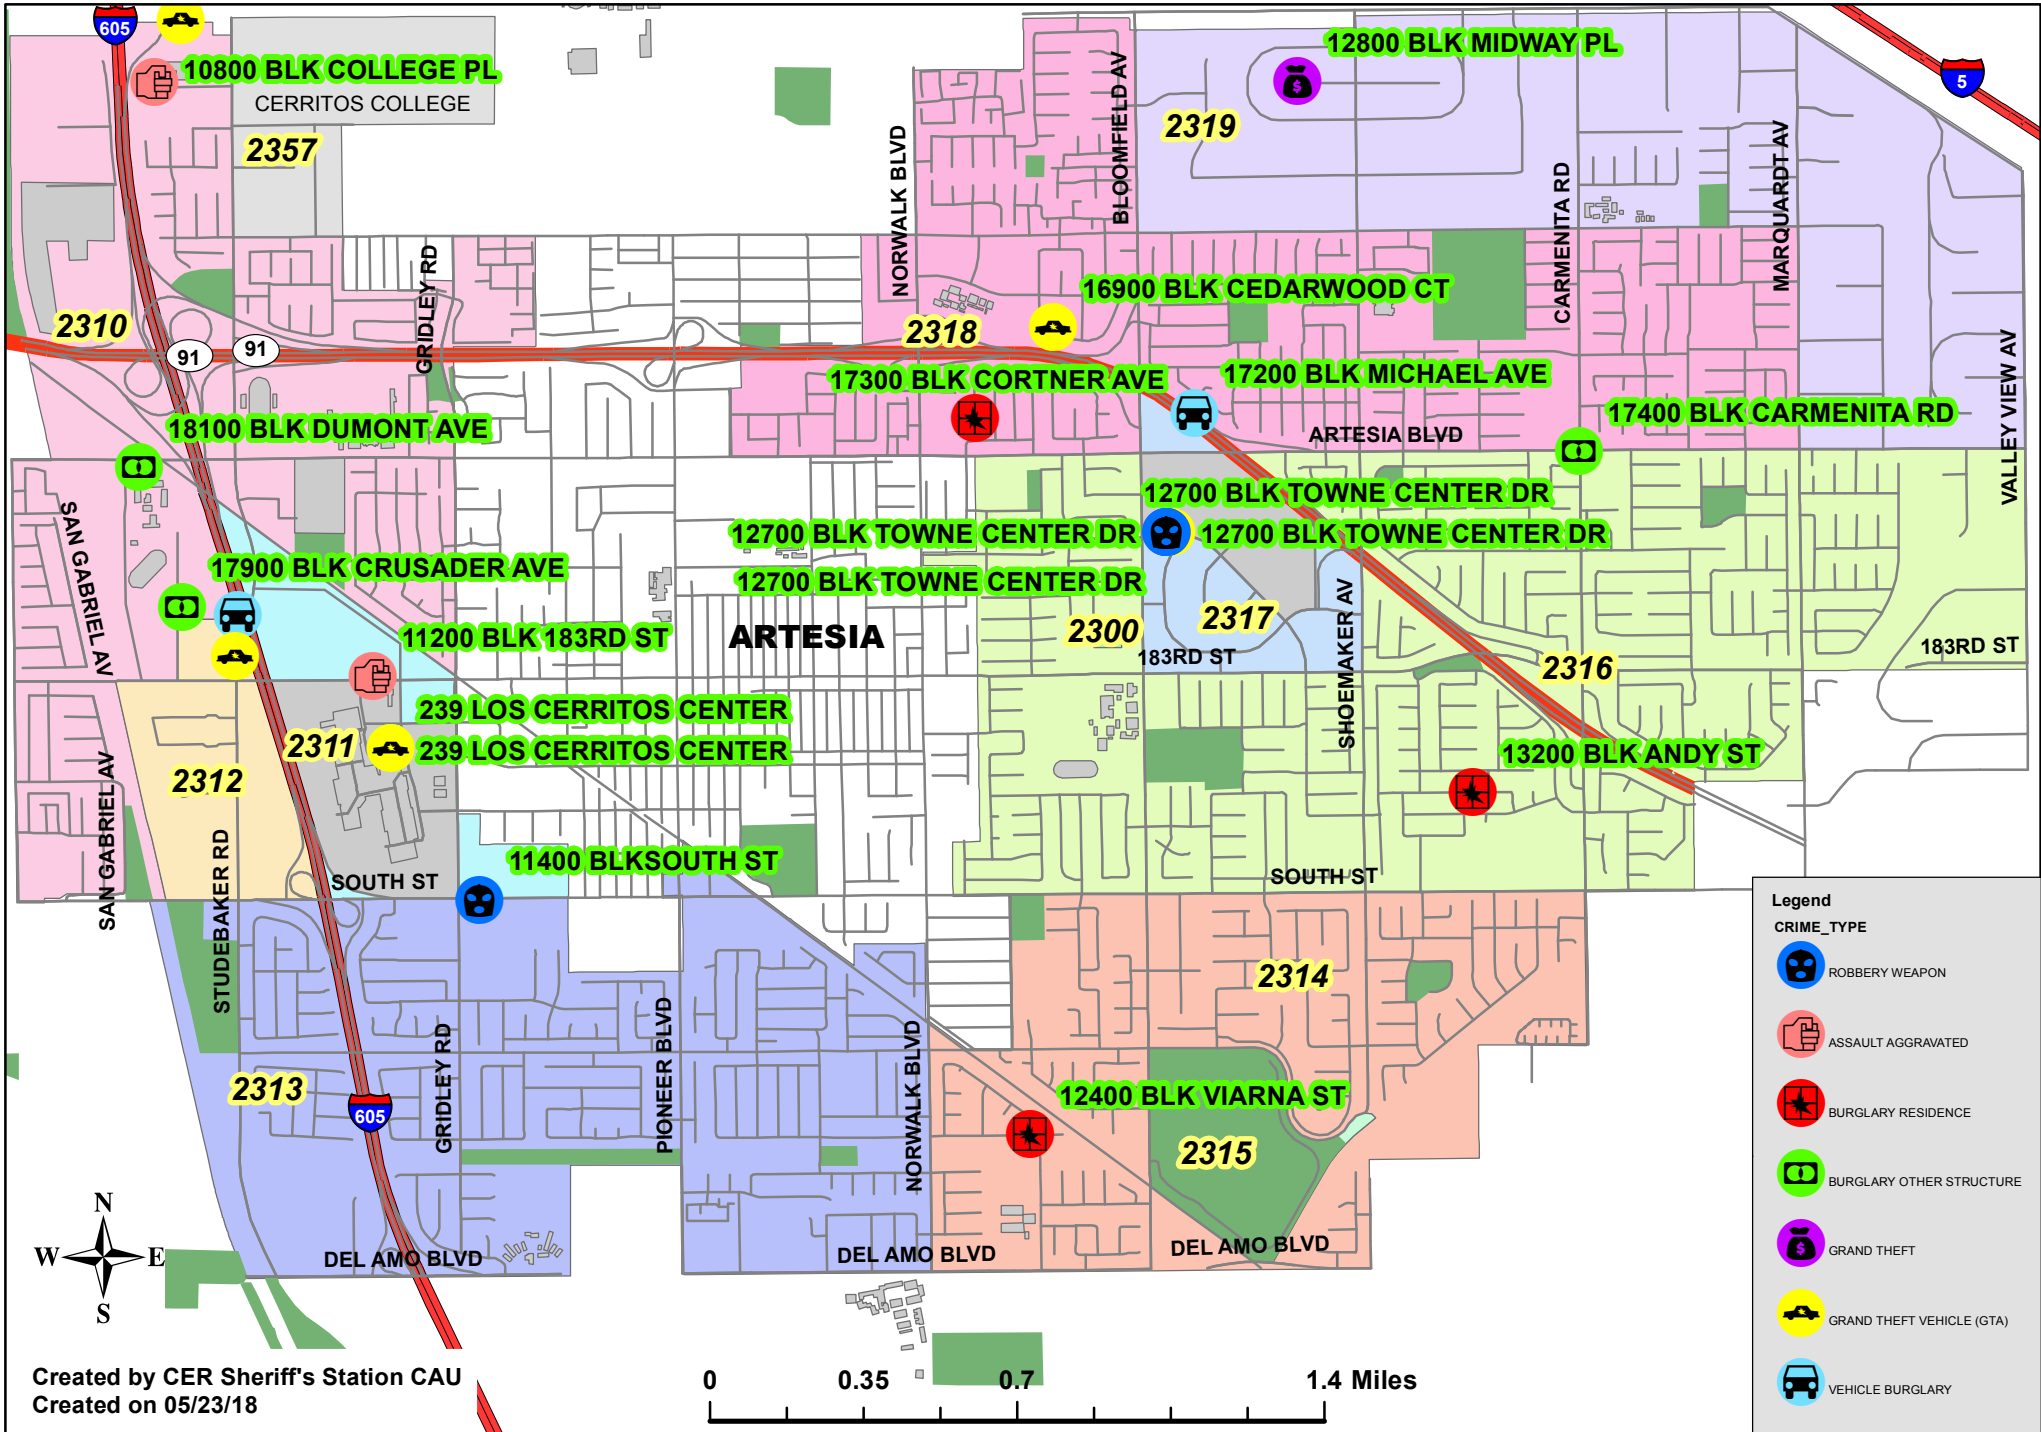 605
10800 BLK COLLEGE PL
CERRITOS COLLEGE
2357
12800 BLK MIDWAY PL
5
2319
BLOOMFIELD AV
NORWALK BLVD
CARMENITA RD
MARQUARDT AV
GRIDLEY RD
16900 BLK CEDARWOOD CT
2310
91
91
2318
17300 BLK CORTNER AVE
17200 BLK MICHAEL AVE
17400 BLK CARMENITA RD
VALLEY VIEW AV
18100 BLK DUMONT AVE
ARTESIA BLVD
SAN GABRIEL AV
12700 BLK TOWNE CENTER DR
12700 BLK TOWNE CENTER DR
12700 BLK TOWNE CENTER DR
17900 BLK CRUSADER AVE
12700 BLK TOWNE CENTER DR
11200 BLK 183RD ST
ARTESIA
2300
2317
183RD ST
SHOEMAKER AV
2316
183RD ST
239 LOS CERRITOS CENTER
2311
239 LOS CERRITOS CENTER
13200 BLK ANDY ST
2312
SAN GABRIEL AV
STUDEBAKER RD
11400 BLKSOUTH ST
SOUTH ST
SOUTH ST
2314
2313
605
GRIDLEY RD
PIONEER BLVD
NORWALK BLVD
12400 BLK VIARNA ST
2315
DEL AMO BLVD
DEL AMO BLVD
DEL AMO BLVD
N
W E
S
Created by CER Sheriff's Station CAU
Created on 05/23/18
0 0.35 0.7 1.4 Miles
Legend
CRIME_TYPE
ROBBERY WEAPON
ASSAULT AGGRAVATED
BURGLARY RESIDENCE
BURGLARY OTHER STRUCTURE
$
GRAND THEFT
GRAND THEFT VEHICLE (GTA)
VEHICLE BURGLARY